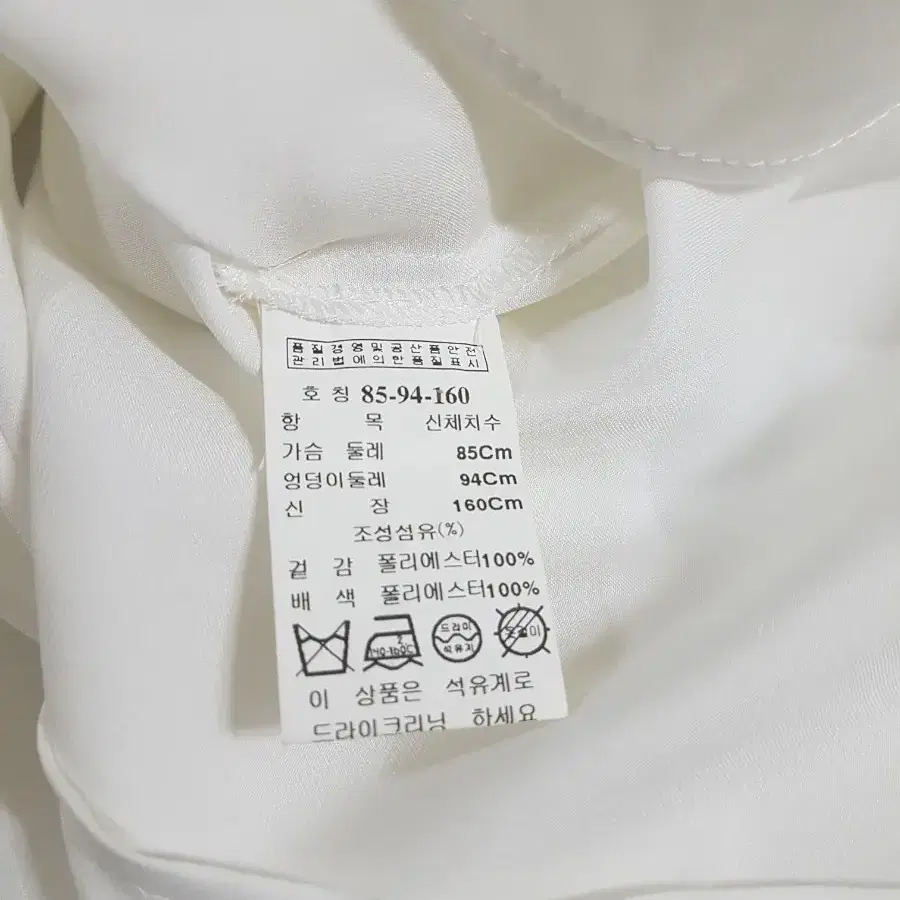 품질경영및공산품안전
관리법에의한품질표시
호칭 85-94-160
항 목 신체치수
가슴 둘레 85Cm
엉덩이둘레 94Cm
신 장 160Cm
조성섬유(%)
겉 감 폴리에스터100%
배 색 폴리에스터100%
2
140-160C
드라이
석유계
이 상품은 석유계로
드라이크리닝 하세요